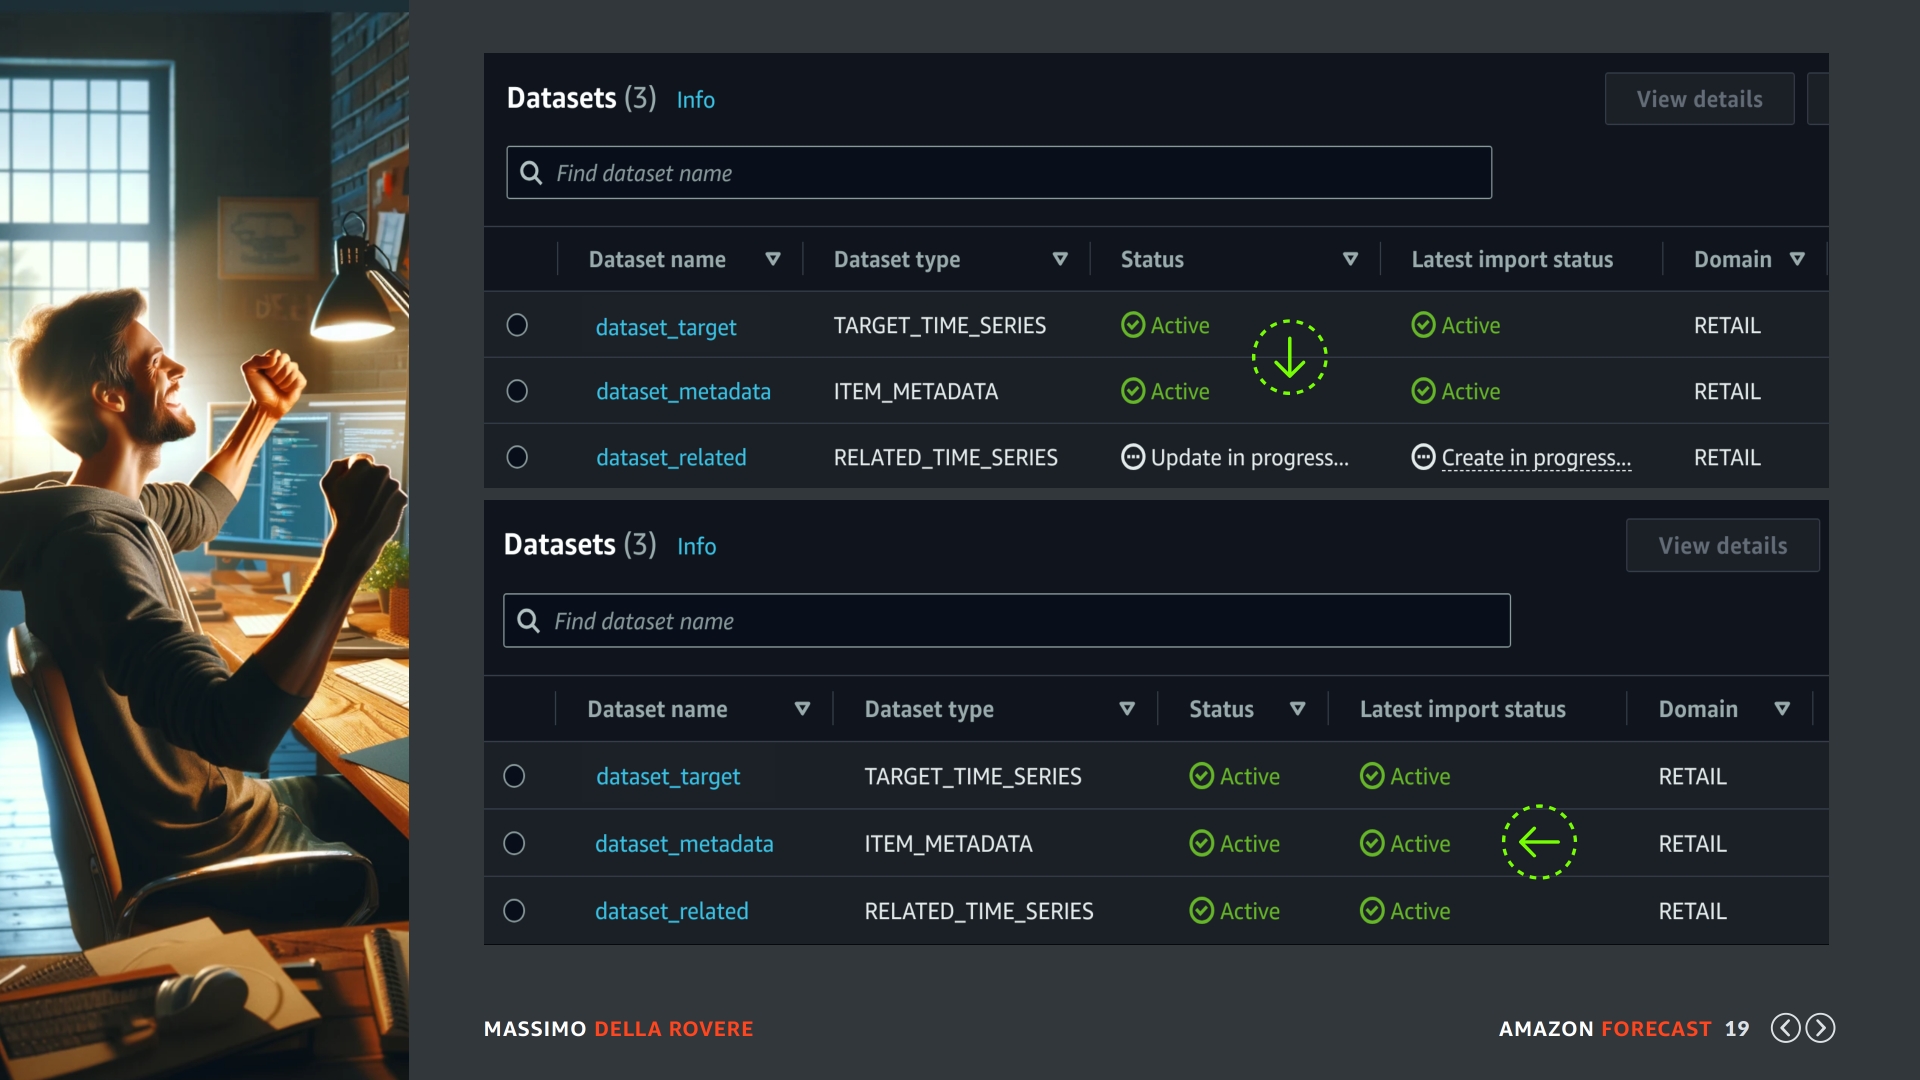 Datasets (3) Info View details
Find dataset name
Dataset name Dataset type Status Latest import status Domain
dataset_target TARGET_TIME_SERIES Active Active RETAIL
dataset_metadata ITEM_METADATA Active Active RETAIL
dataset_related RELATED_TIME_SERIES Update in progress... Create in progress... RETAIL
Datasets (3) Info View details
Find dataset name
Dataset name Dataset type Status Latest import status Domain
dataset_target TARGET_TIME_SERIES Active Active RETAIL
dataset_metadata ITEM_METADATA Active Active RETAIL
dataset_related RELATED_TIME_SERIES Active Active RETAIL
MASSIMO DELLA ROVERE AMAZON FORECAST 19